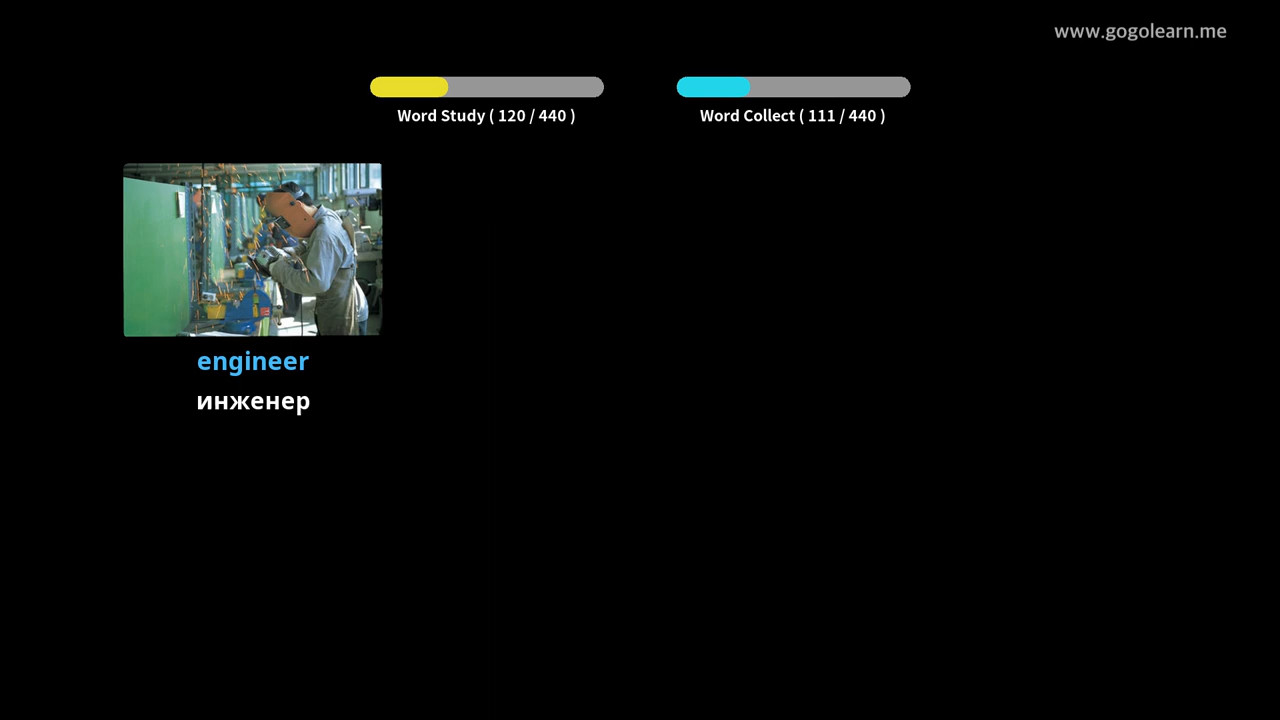 www.gogolearn.me
Word Study ( 120 / 440 )
Word Collect ( 111 / 440 )
engineer
инженер